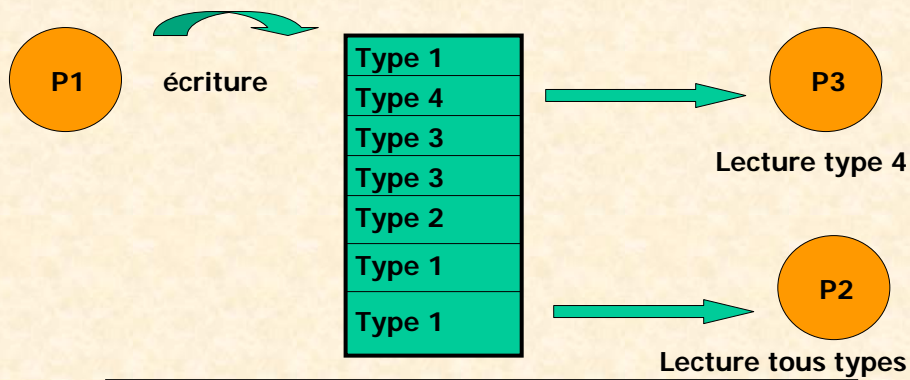 P1
écriture
Type 1
Type 4
Type 3
Type 3
Type 2
Type 1
Type 1
P3
Lecture type 4
P2
Lecture tous types